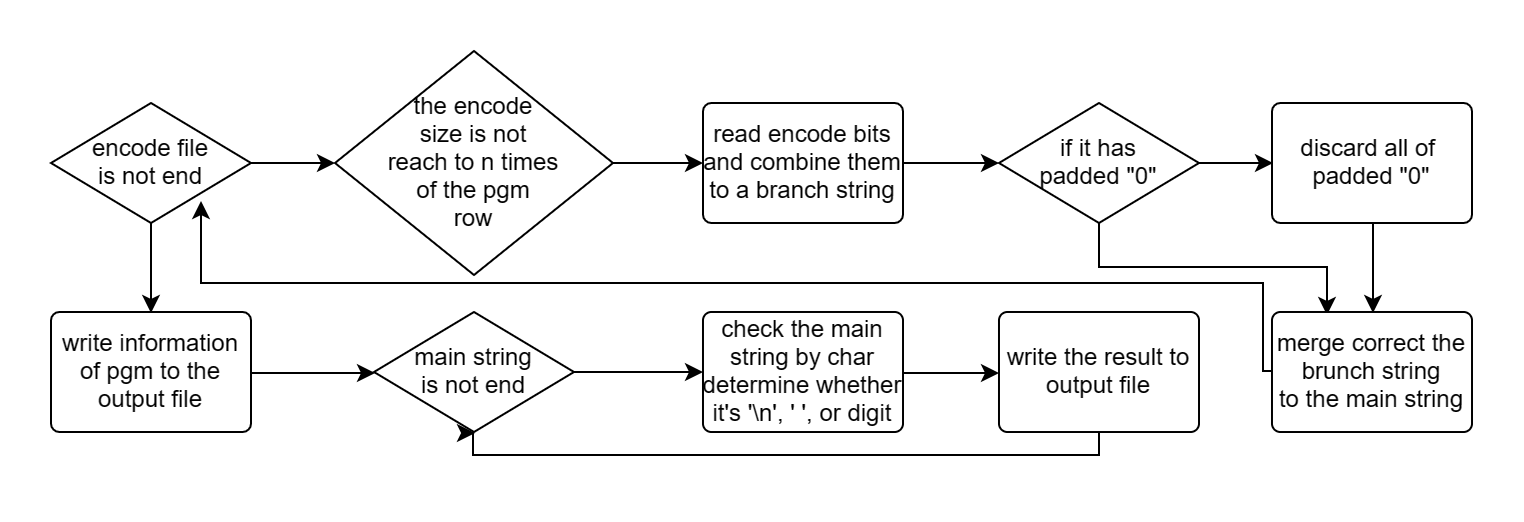 encode file
is not end
the encode
size is not
reach to n times
of the pgm
row
read encode bits
and combine them
to a branch string
if it has
padded "0"
discard all of
padded "0"
write information
of pgm to the
output file
main string
is not end
check the main
string by char
determine whether
it's '\n', ' ', or digit
write the result to
output file
merge correct the
brunch string
to the main string